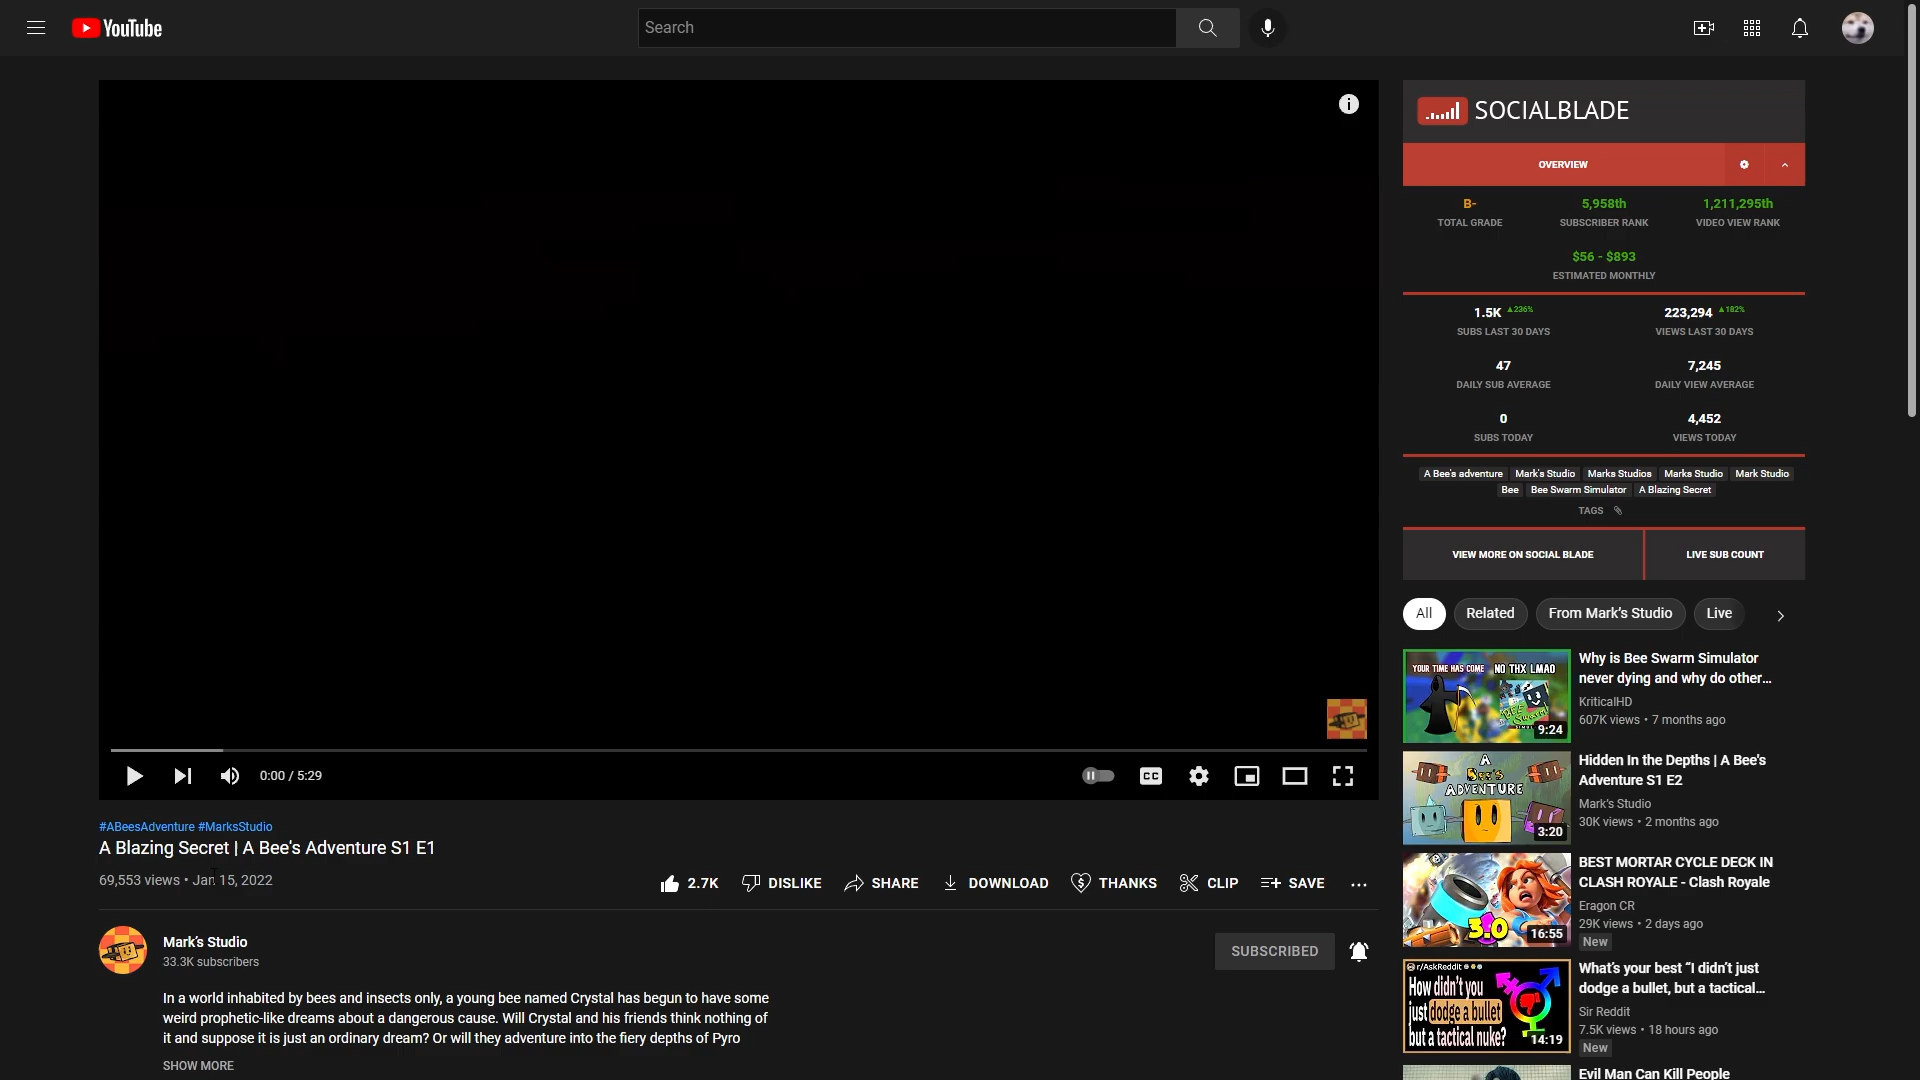 YouTube
Search
SOCIALBLADE
OVERVIEW
B-
TOTAL GRADE
5,958th
SUBSCRIBER RANK
1,211,295th
VIDEO VIEW RANK
$56 - $893
ESTIMATED MONTHLY
1.5K ▲236%
SUBS LAST 30 DAYS
223,294 ▲182%
VIEWS LAST 30 DAYS
47
DAILY SUB AVERAGE
7,245
DAILY VIEW AVERAGE
0
SUBS TODAY
4,452
VIEWS TODAY
A Bee's adventure Mark's Studio Marks Studios Marks Studio Mark Studio
Bee Bee Swarm Simulator A Blazing Secret
TAGS
VIEW MORE ON SOCIAL BLADE
LIVE SUB COUNT
All Related From Mark's Studio Live
YOUR TIME HAS COME NO THX LMAO
BEE Swarm
9:24
Why is Bee Swarm Simulator
never dying and why do other...
KriticalHD
607K views • 7 months ago
A
BEE'S
ADVENTURE
3:20
Hidden In the Depths | A Bee's
Adventure S1 E2
Mark's Studio
30K views • 2 months ago
3.0
16:55
BEST MORTAR CYCLE DECK IN
CLASH ROYALE - Clash Royale
Eragon CR
29K views • 2 days ago
New
r/AskReddit
How didn't you
just dodge a bullet
but a tactical nuke?
14:19
What's your best “I didn't just
dodge a bullet, but a tactical...
Sir Reddit
7.5K views • 18 hours ago
New
Evil Man Can Kill People
0:00 / 5:29
CC
#ABeesAdventure #MarksStudio
A Blazing Secret | A Bee's Adventure S1 E1
69,553 views • Jan 15, 2022
2.7K DISLIKE SHARE DOWNLOAD THANKS CLIP SAVE ...
Mark's Studio
33.3K subscribers
SUBSCRIBED
In a world inhabited by bees and insects only, a young bee named Crystal has begun to have some
weird prophetic-like dreams about a dangerous cause. Will Crystal and his friends think nothing of
it and suppose it is just an ordinary dream? Or will they adventure into the fiery depths of Pyro
SHOW MORE